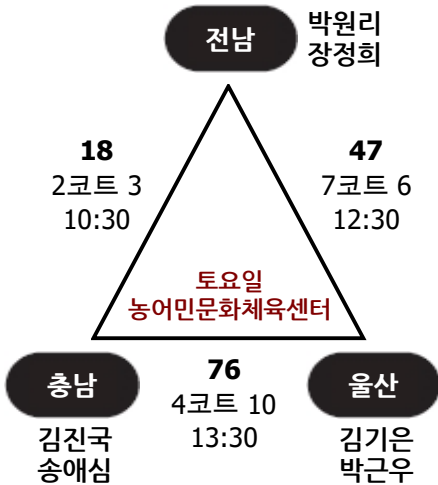 전남
박원리
장정희
18
2코트 3
10:30
47
7코트 6
12:30
토요일
농어민문화체육센터
충남
김진국
송애심
76
4코트 10
13:30
울산
김기은
박근우